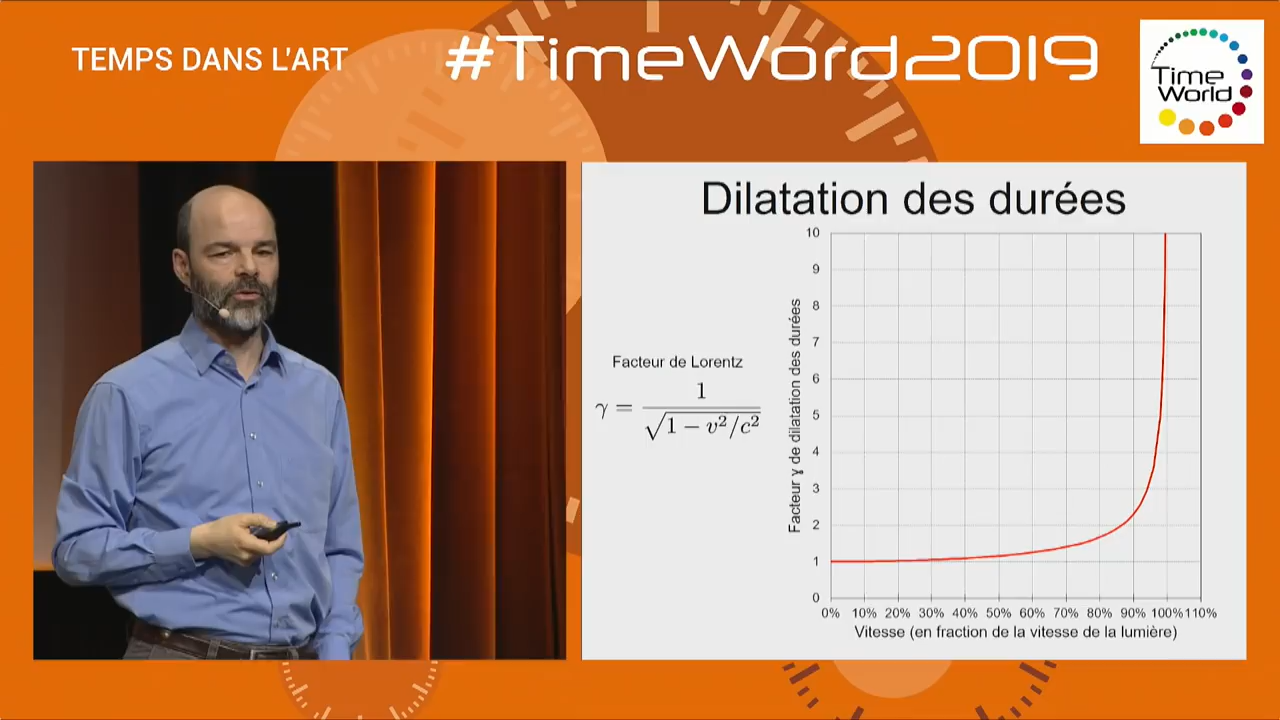 TEMPS DANS L'ART
#TimeWord2019
Time
World
Dilatation des durées
Facteur de Lorentz
γ = 1 / √1 − v²/c²
Facteur γ de dilatation des durées
10
9
8
7
6
5
4
3
2
1
0
0% 10% 20% 30% 40% 50% 60% 70% 80% 90% 100% 110%
Vitesse (en fraction de la vitesse de la lumière)